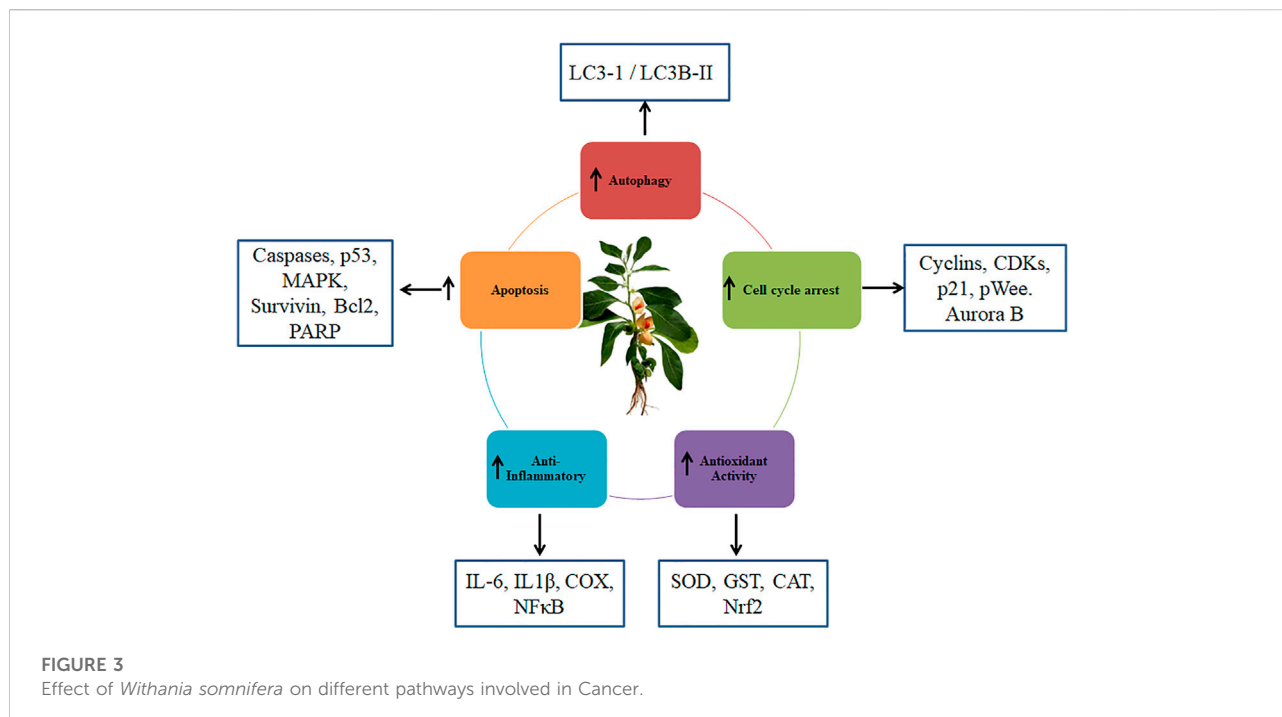 LC3-1 / LC3B-II
Autophagy
Caspases, p53,
MAPK,
Survivin, Bcl2,
PARP
Apoptosis
Cell cycle arrest
Cyclins, CDKs,
p21, pWee.
Aurora B
Anti-
Inflammatory
Antioxidant
Activity
IL-6, IL1β, COX,
NFκB
SOD, GST, CAT,
Nrf2
FIGURE 3
Effect of Withania somnifera on different pathways involved in Cancer.